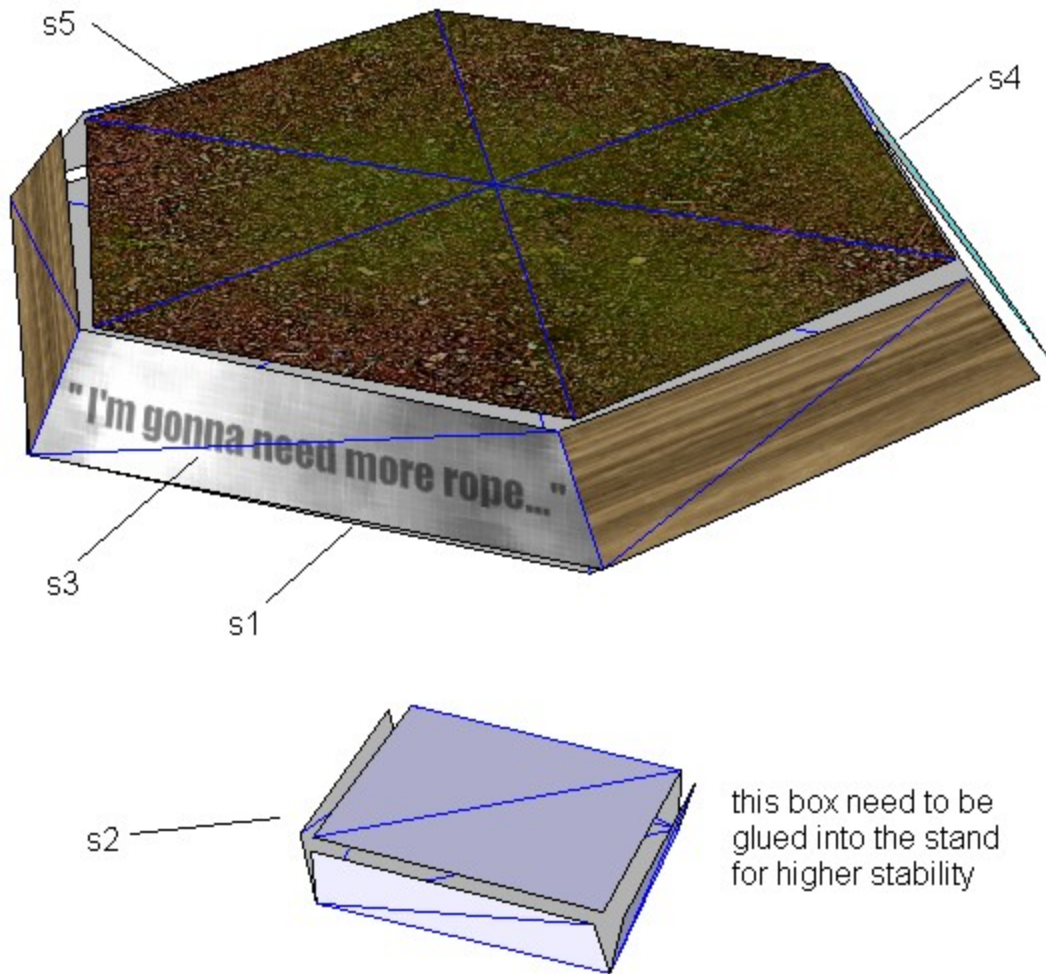 s5
s4
" I'm gonna need more rope..."
s3
s1
s2
this box need to be
glued into the stand
for higher stability